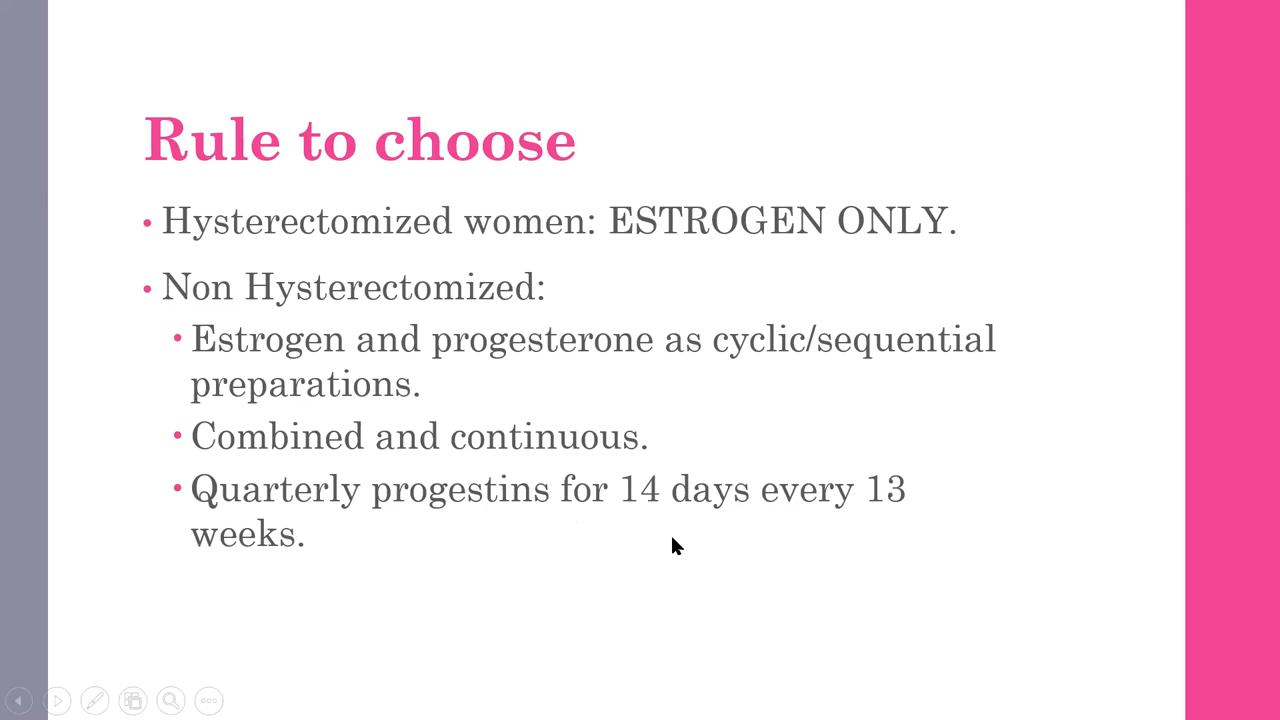 Rule to choose
• Hysterectomized women: ESTROGEN ONLY.
• Non Hysterectomized:
• Estrogen and progesterone as cyclic/sequential
preparations.
• Combined and continuous.
• Quarterly progestins for 14 days every 13
weeks.